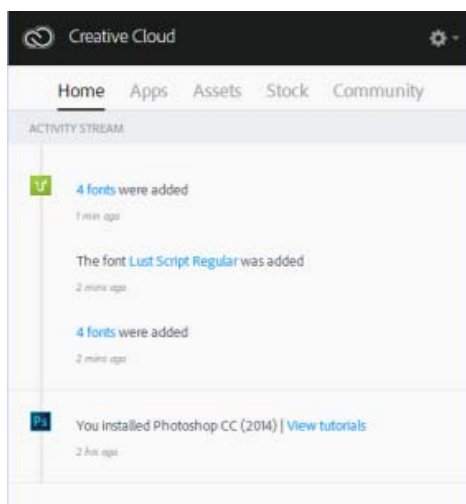 Creative Cloud
Home Apps Assets Stock Community
ACTIVITY STREAM
4 fonts were added
1 min ago
The font Lust Script Regular was added
2 mins ago
4 fonts were added
2 mins ago
Ps You installed Photoshop CC (2014) | View tutorials
2 hrs ago